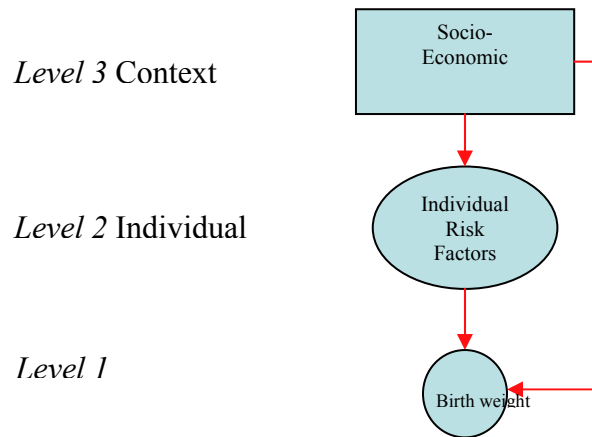 Socio-
Economic
Level 3 Context
Individual
Risk
Factors
Level 2 Individual
Level 1
Birth weight